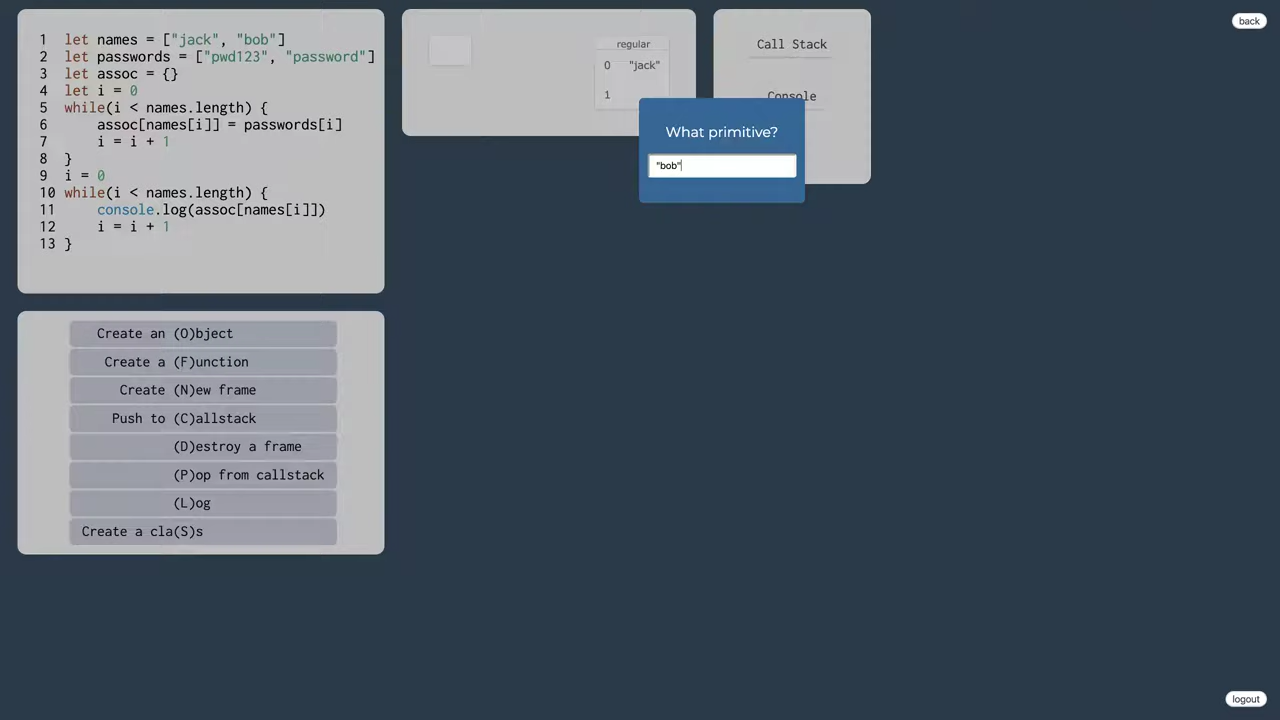 1 let names = ["jack", "bob"]
2 let passwords = ["pwd123", "password"]
3 let assoc = {}
4 let i = 0
5 while(i < names.length) {
6 assoc[names[i]] = passwords[i]
7 i = i + 1
8 }
9 i = 0
10 while(i < names.length) {
11 console.log(assoc[names[i]])
12 i = i + 1
13 }
regular
0 "jack"
1
Call Stack
Console
What primitive?
"bob"
back
Create an (O)bject
Create a (F)unction
Create (N)ew frame
Push to (C)allstack
(D)estroy a frame
(P)op from callstack
(L)og
Create a cla(S)s
logout